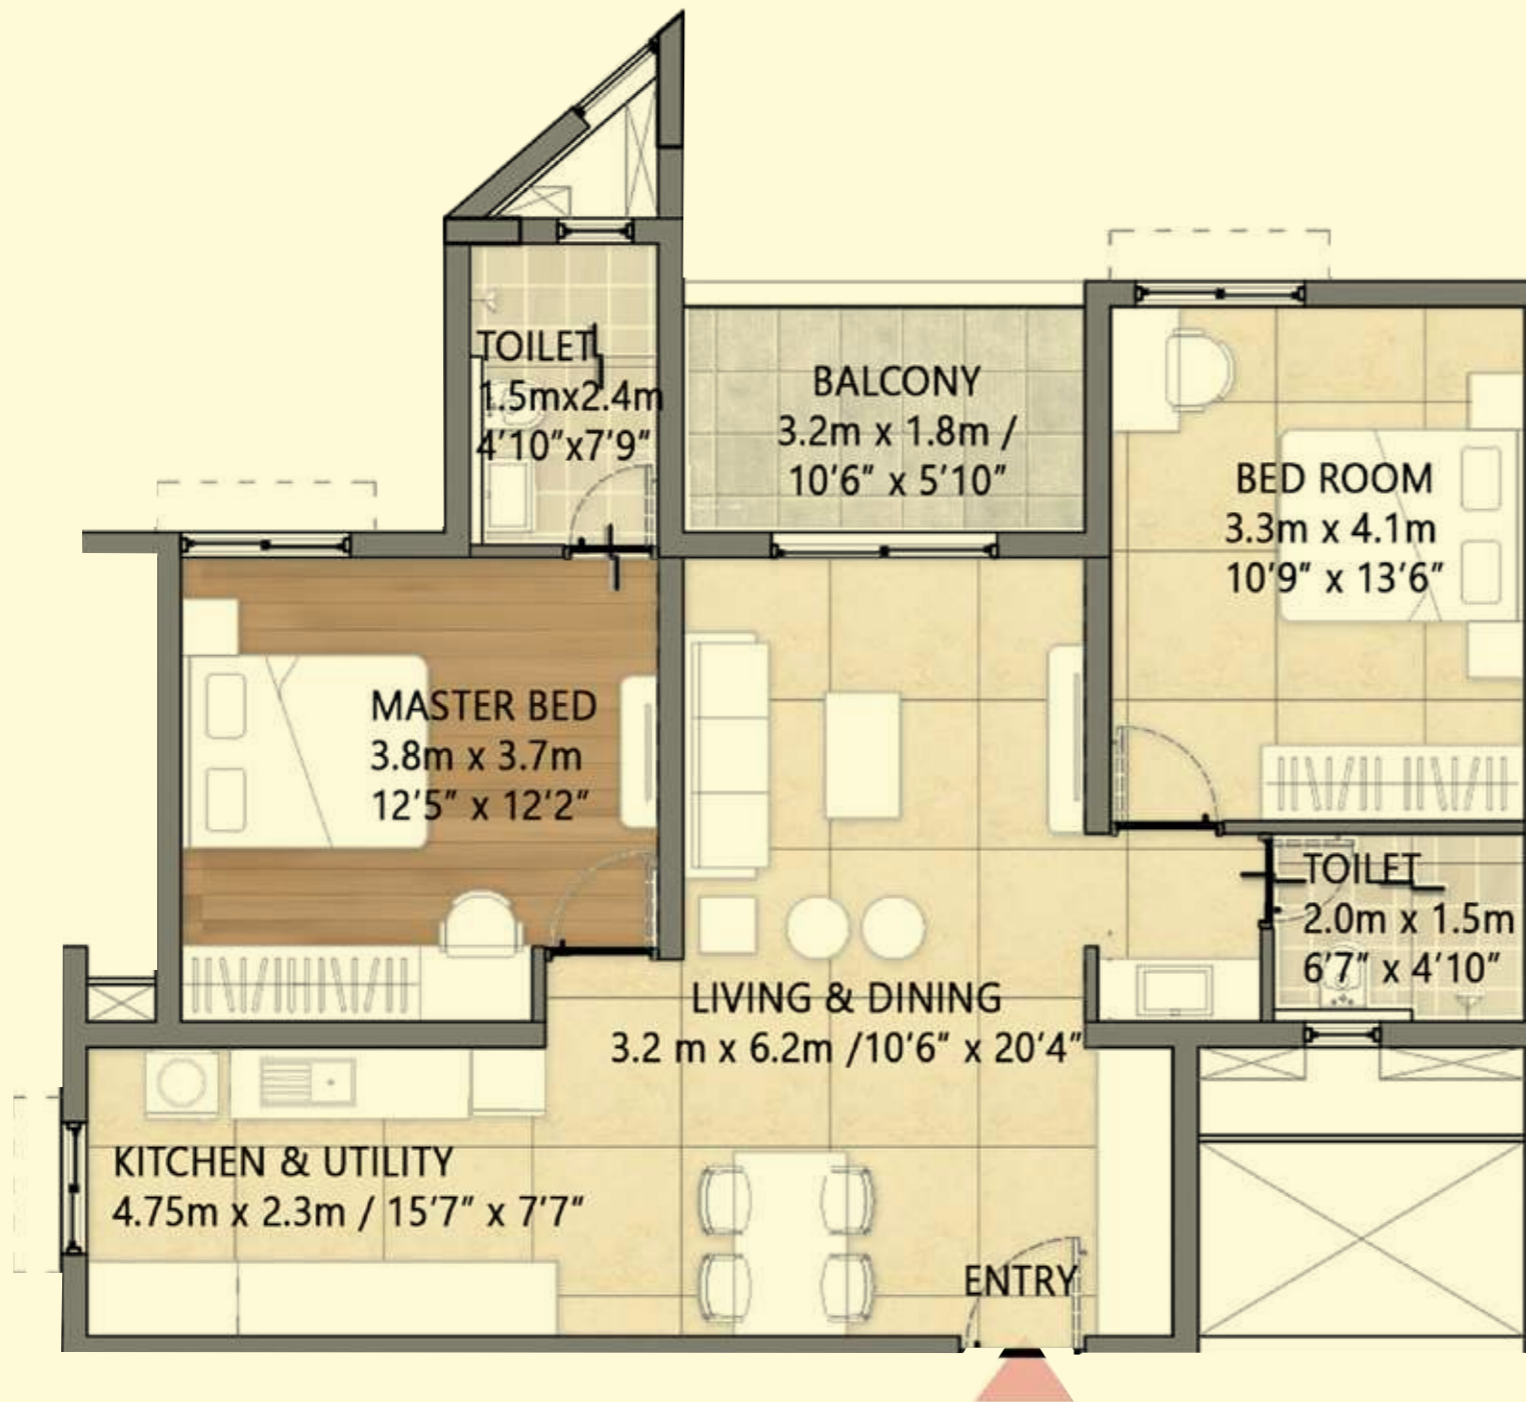 TOILET
1.5mx2.4m
4'10"x7'9"
BALCONY
3.2m x 1.8m /
10'6" x 5'10"
BED ROOM
3.3m x 4.1m
10'9" x 13'6"
MASTER BED
3.8m x 3.7m
12'5" x 12'2"
TOILET
2.0m x 1.5m
6'7" x 4'10"
LIVING & DINING
3.2 m x 6.2m /10'6" x 20'4"
KITCHEN & UTILITY
4.75m x 2.3m / 15'7" x 7'7"
ENTRY